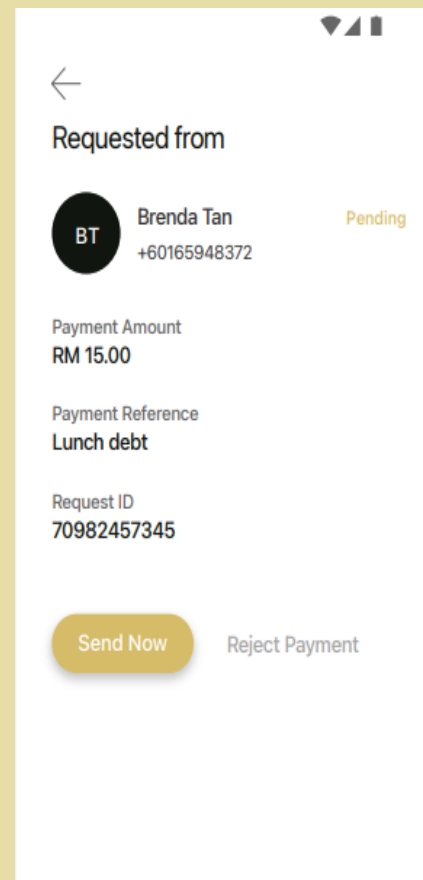 Requested from
BT
Brenda Tan
Pending
+60165948372
Payment Amount
RM 15.00
Payment Reference
Lunch debt
Request ID
70982457345
Send Now
Reject Payment